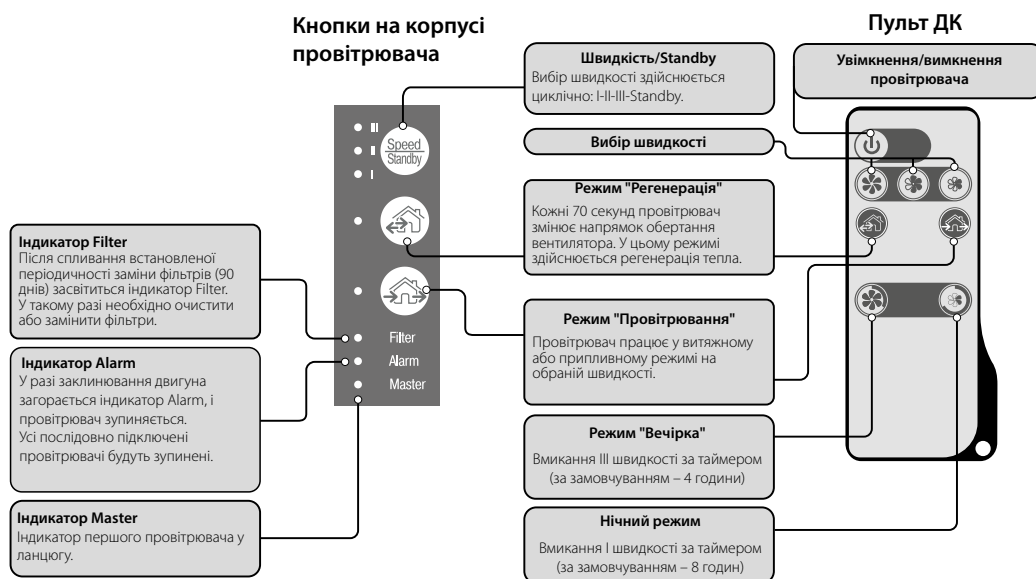 Кнопки на корпусі
провітрювача
Пульт ДК
Швидкість/Standby
Вибір швидкості здійснюється
циклічно: I-II-III-Standby.
Увімкнення/вимкнення
провітрювача
III
II
I
Speed
Standby
Вибір швидкості
Режим "Регенерація"
Кожні 70 секунд провітрювач
змінює напрямок обертання
вентилятора. У цьому режимі
здійснюється регенерація тепла.
Індикатор Filter
Після спливання встановленої
періодичності заміни фільтрів (90
днів) засвітиться індикатор Filter.
У такому разі необхідно очистити
або замінити фільтри.
Режим "Провітрювання"
Провітрювач працює у витяжному
або припливному режимі на
обраній швидкості.
Filter
Alarm
Master
Індикатор Alarm
У разі заклинювання двигуна
загорається індикатор Alarm, і
провітрювач зупиняється.
Усі послідовно підключені
провітрювачі будуть зупинені.
Режим "Вечірка"
Вмикання III швидкості за таймером
(за замовчуванням – 4 години)
Індикатор Master
Індикатор першого провітрювача у
ланцюгу.
Нічний режим
Вмикання I швидкості за таймером
(за замовчуванням – 8 годин)